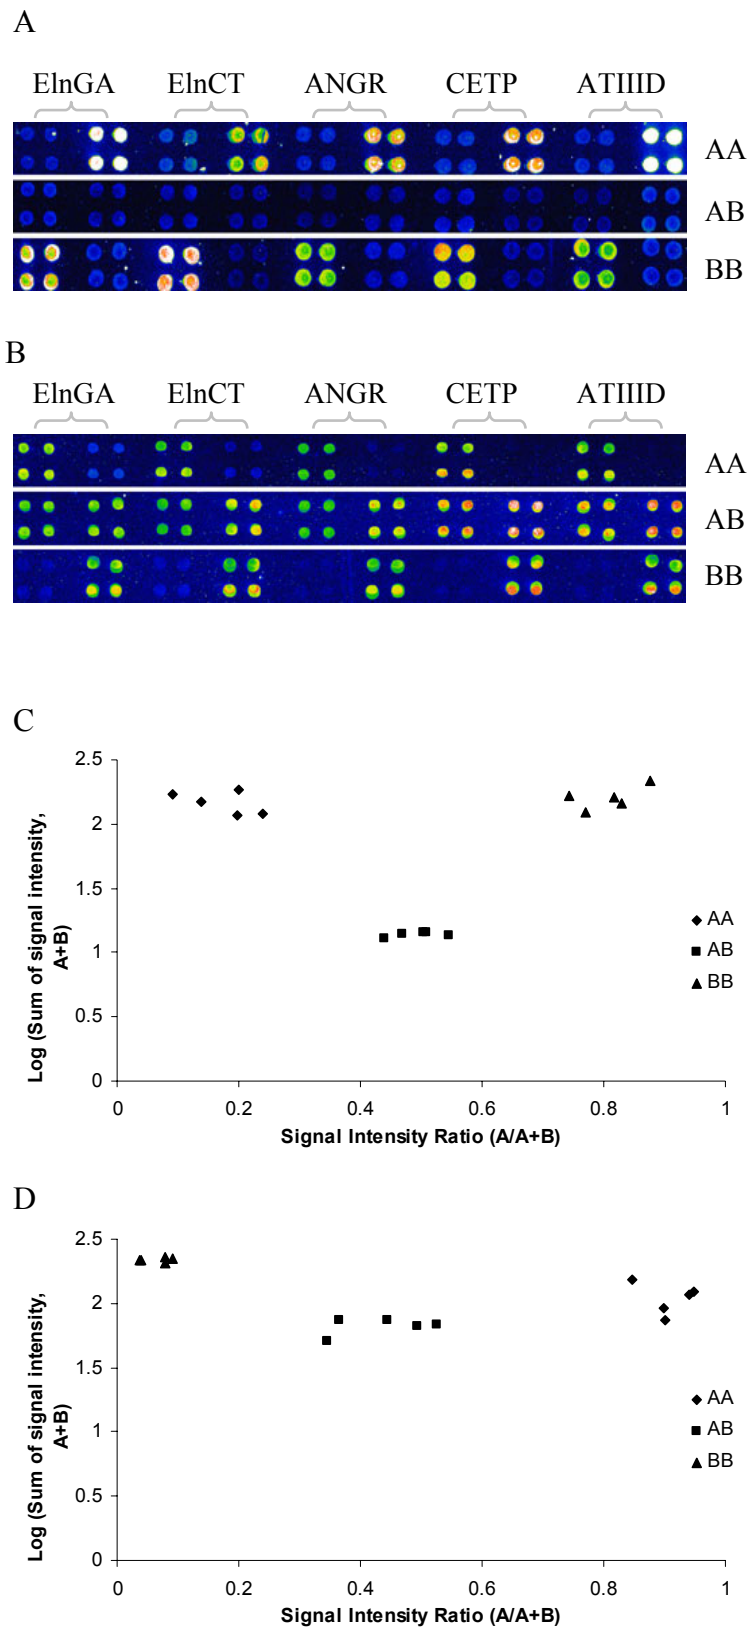 A
ElnGA ElnCT ANGR CETP ATIIID
AA
AB
BB
B
ElnGA ElnCT ANGR CETP ATIIID
AA
AB
BB
C
Log (Sum of signal intensity,
A+B)
2.5
2
1.5
1
0.5
0
0 0.2 0.4 0.6 0.8 1
Signal Intensity Ratio (A/A+B)
AA
AB
BB
D
Log (Sum of signal intensity,
A+B)
2.5
2
1.5
1
0.5
0
0 0.2 0.4 0.6 0.8 1
Signal Intensity Ratio (A/A+B)
AA
AB
BB